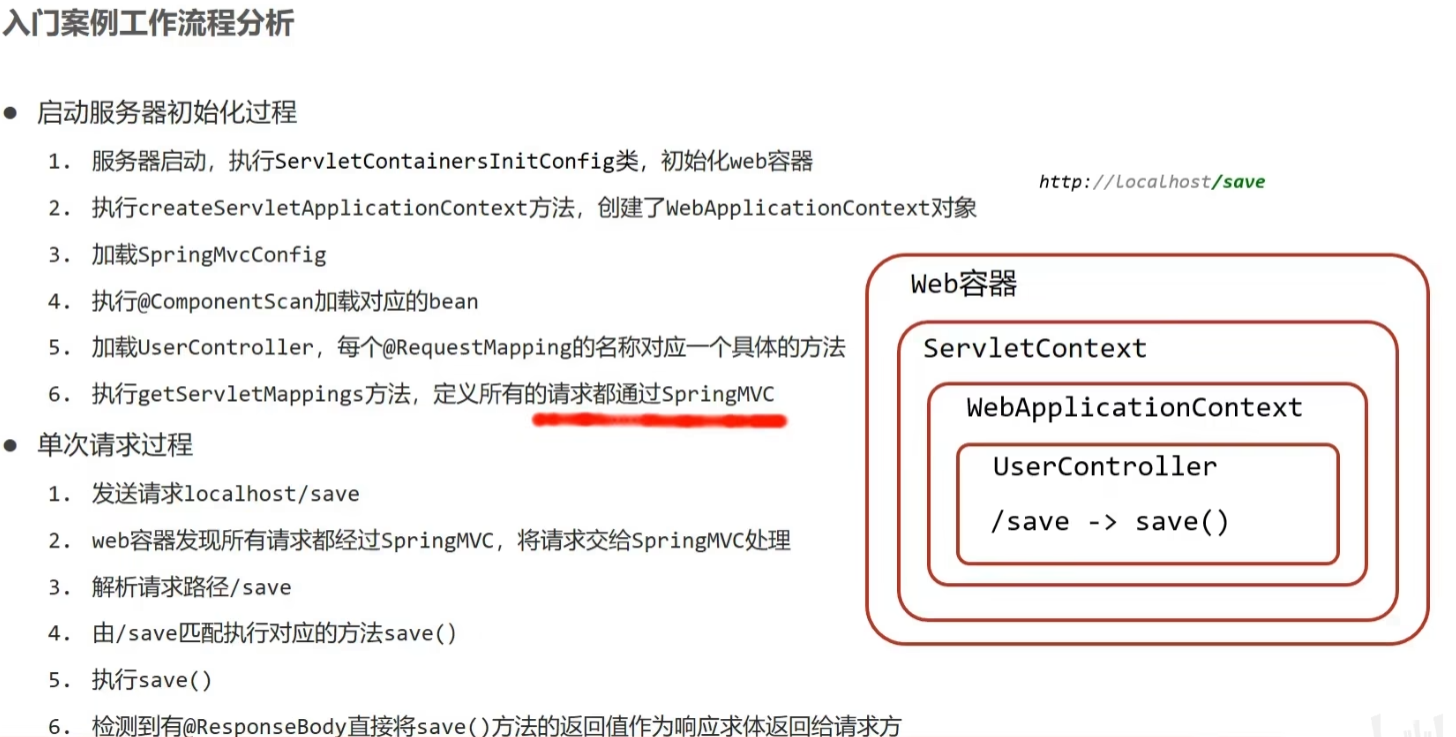 入门案例工作流程分析
● 启动服务器初始化过程
1. 服务器启动，执行ServletContainersInitConfig类，初始化web容器
2. 执行createServletApplicationContext方法，创建了WebApplicationContext对象
3. 加载SpringMvcConfig
4. 执行@ComponentScan加载对应的bean
5. 加载UserController，每个@RequestMapping的名称对应一个具体的方法
6. 执行getServletMappings方法，定义所有的请求都通过SpringMVC
● 单次请求过程
1. 发送请求localhost/save
2. web容器发现所有请求都经过SpringMVC，将请求交给SpringMVC处理
3. 解析请求路径/save
4. 由/save匹配执行对应的方法save()
5. 执行save()
6. 检测到有@ResponseBody直接将save()方法的返回值作为响应求体返回给请求方
http://localhost/save
Web容器
ServletContext
WebApplicationContext
UserController
/save -> save()